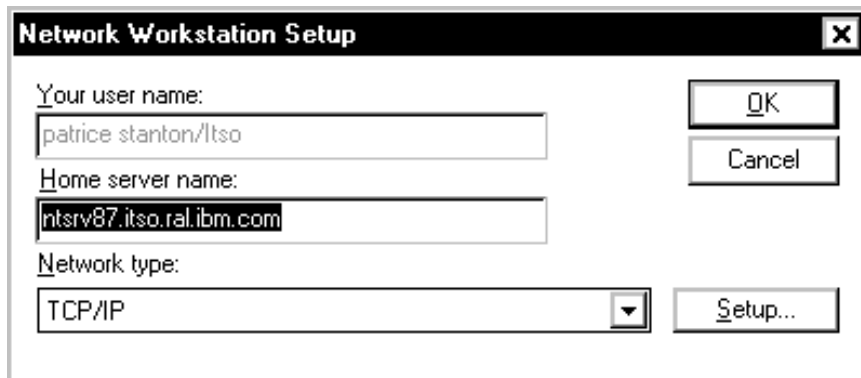 Network Workstation Setup
Your user name:
patrice stanton/Itso
OK
Cancel
Home server name:
ntsrv87.itso.ral.ibm.com
Network type:
TCP/IP
Setup...